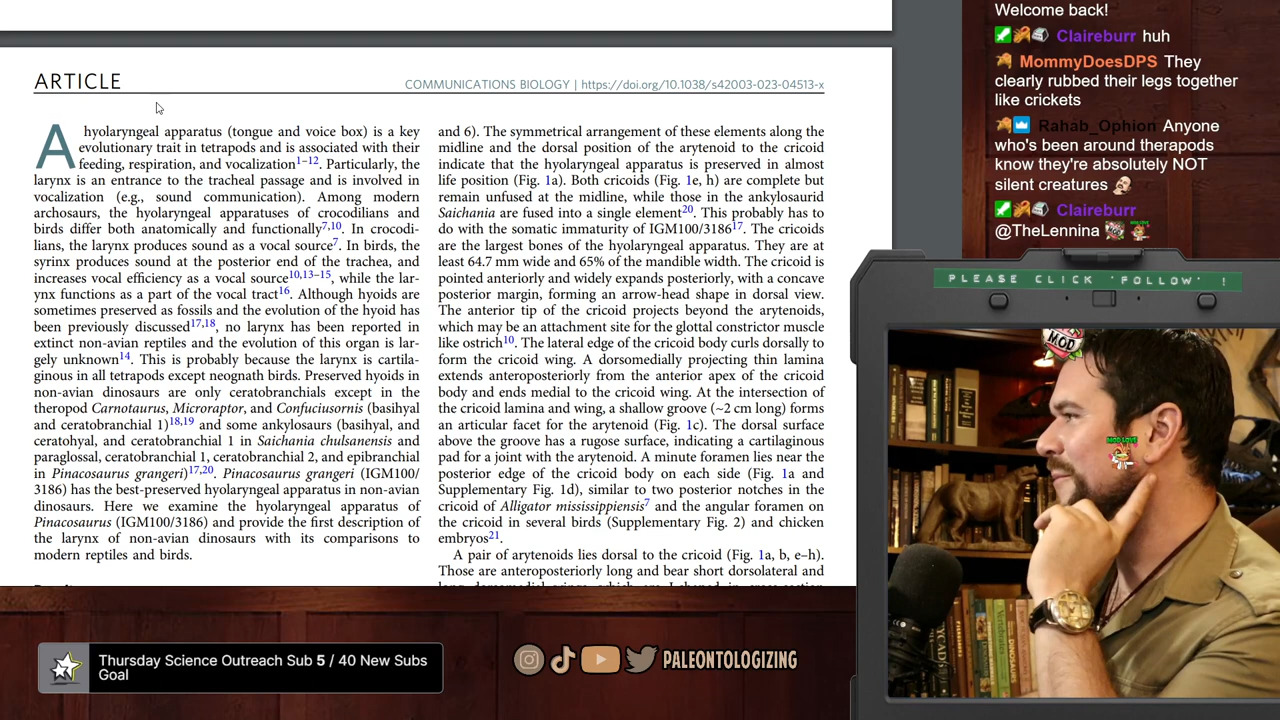 ARTICLE
COMMUNICATIONS BIOLOGY | https://doi.org/10.1038/s42003-023-04513-x
A hyolaryngeal apparatus (tongue and voice box) is a key
evolutionary trait in tetrapods and is associated with their
feeding, respiration, and vocalization1–12. Particularly, the
larynx is an entrance to the tracheal passage and is involved in
vocalization (e.g., sound communication). Among modern
archosaurs, the hyolaryngeal apparatuses of crocodilians and
birds differ both anatomically and functionally7,10. In crocodi-
lians, the larynx produces sound as a vocal source7. In birds, the
syrinx produces sound at the posterior end of the trachea, and
increases vocal efficiency as a vocal source10,13–15, while the lar-
ynx functions as a part of the vocal tract16. Although hyoids are
sometimes preserved as fossils and the evolution of the hyoid has
been previously discussed17,18, no larynx has been reported in
extinct non-avian reptiles and the evolution of this organ is lar-
gely unknown14. This is probably because the larynx is cartila-
ginous in all tetrapods except neognath birds. Preserved hyoids in
non-avian dinosaurs are only ceratobranchials except in the
theropod Carnotaurus, Microraptor, and Confuciusornis (basihyal
and ceratobranchial 1)18,19 and some ankylosaurs (basihyal, and
ceratohyal, and ceratobranchial 1 in Saichania chulsanensis and
paraglossal, ceratobranchial 1, ceratobranchial 2, and epibranchial
in Pinacosaurus grangeri)17,20. Pinacosaurus grangeri (IGM100/
3186) has the best-preserved hyolaryngeal apparatus in non-avian
dinosaurs. Here we examine the hyolaryngeal apparatus of
Pinacosaurus (IGM100/3186) and provide the first description of
the larynx of non-avian dinosaurs with its comparisons to
modern reptiles and birds.
and 6). The symmetrical arrangement of these elements along the
midline and the dorsal position of the arytenoid to the cricoid
indicate that the hyolaryngeal apparatus is preserved in almost
life position (Fig. 1a). Both cricoids (Fig. 1e, h) are complete but
remain unfused at the midline, while those in the ankylosaurid
Saichania are fused into a single element20. This probably has to
do with the somatic immaturity of IGM100/318617. The cricoids
are the largest bones of the hyolaryngeal apparatus. They are at
least 64.7 mm wide and 65% of the mandible width. The cricoid is
pointed anteriorly and widely expands posteriorly, with a concave
posterior margin, forming an arrow-head shape in dorsal view.
The anterior tip of the cricoid projects beyond the arytenoids,
which may be an attachment site for the glottal constrictor muscle
like ostrich10. The lateral edge of the cricoid body curls dorsally to
form the cricoid wing. A dorsomedially projecting thin lamina
extends anteroposteriorly from the anterior apex of the cricoid
body and ends medial to the cricoid wing. At the intersection of
the cricoid lamina and wing, a shallow groove (~2 cm long) forms
an articular facet for the arytenoid (Fig. 1c). The dorsal surface
above the groove has a rugose surface, indicating a cartilaginous
pad for a joint with the arytenoid. A minute foramen lies near the
posterior edge of the cricoid body on each side (Fig. 1a and
Supplementary Fig. 1d), similar to two posterior notches in the
cricoid of Alligator mississippiensis7 and the angular foramen on
the cricoid in several birds (Supplementary Fig. 2) and chicken
embryos21.
A pair of arytenoids lies dorsal to the cricoid (Fig. 1a, b, e–h).
Those are anteroposteriorly long and bear short dorsolateral and
Welcome back!
Claireburr huh
MommyDoesDPS They
clearly rubbed their legs together
like crickets
Rahab_Ophion Anyone
who's been around therapods
know they're absolutely NOT
silent creatures
Claireburr
@TheLennina
PLEASE CLICK 'FOLLOW' !
MOD
MOD LOVE
DINOSAURS
Thursday Science Outreach Sub 5 / 40 New Subs
Goal
PALEONTOLOGIZING